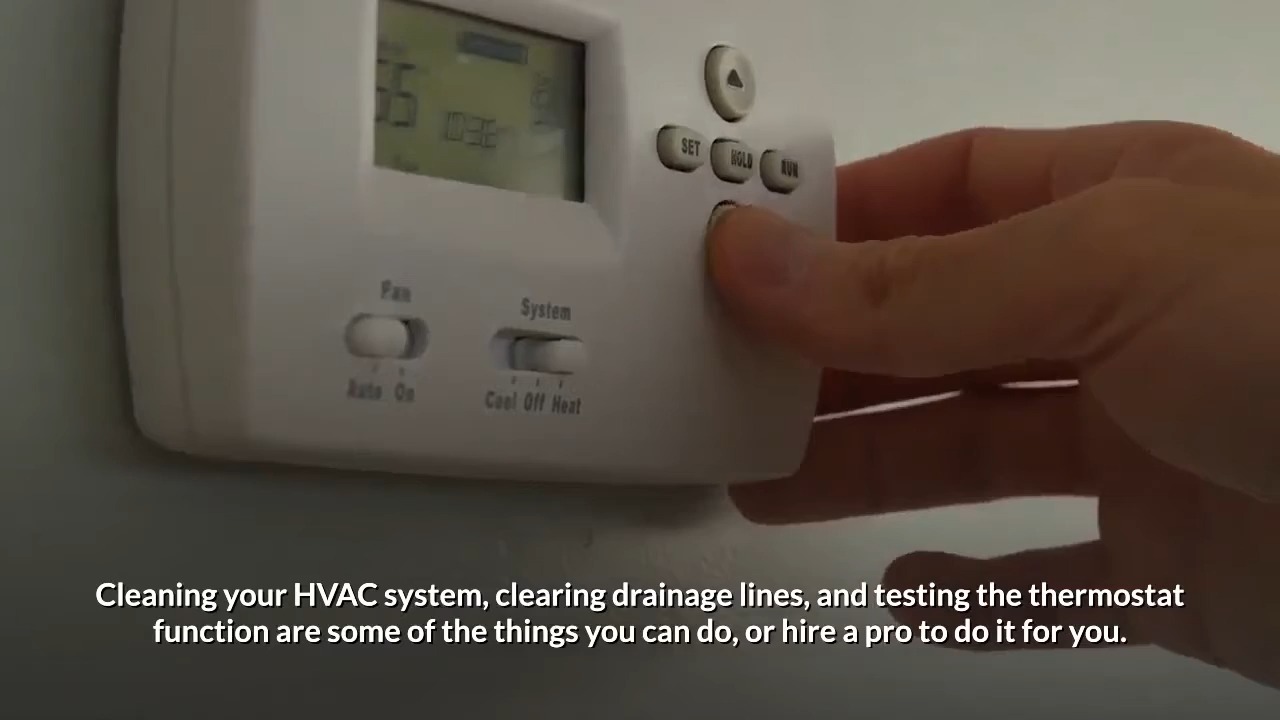 SET HOLD RUN
Fan
System
Auto On
Cool Off Heat
Cleaning your HVAC system, clearing drainage lines, and testing the thermostat
function are some of the things you can do, or hire a pro to do it for you.